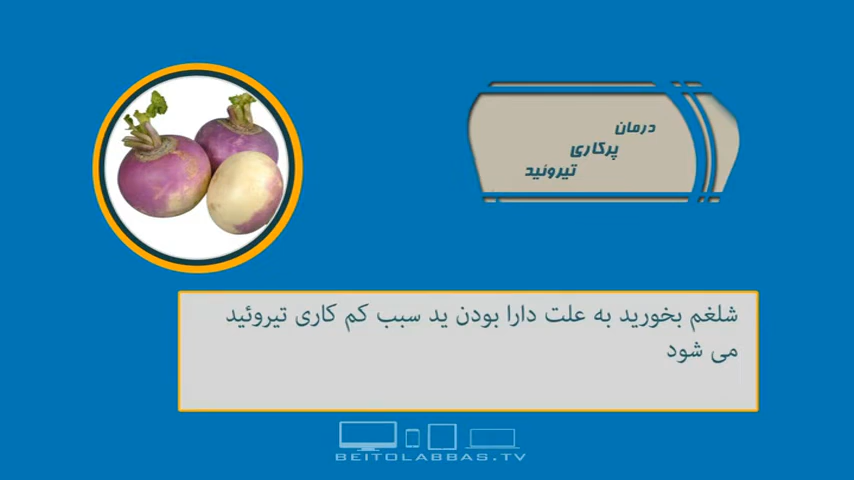 درمان
پرکاری
تیروئید
شلغم بخورید به علت دارا بودن ید سبب کم کاری تیروئید
می شود
BEITOLABBAS.TV